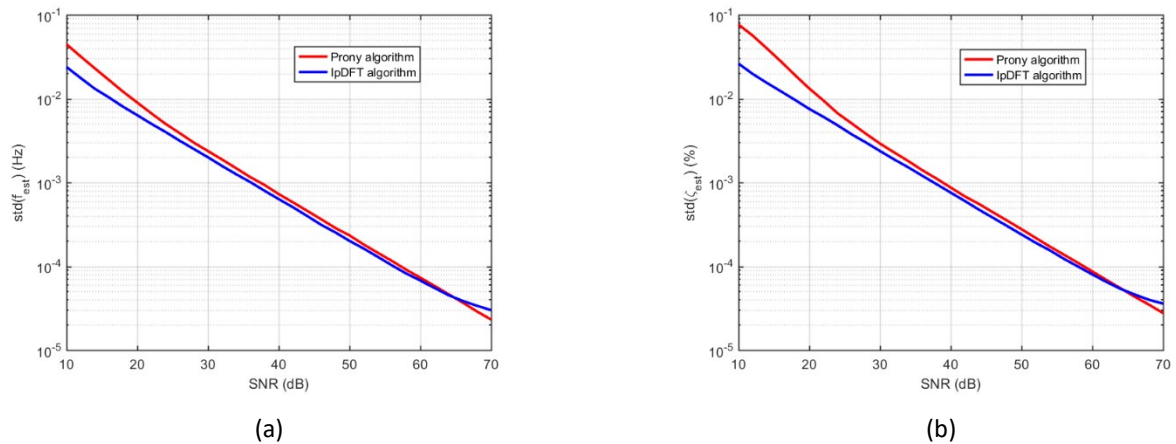 10^-1
10^-2
10^-3
10^-4
10^-5
std(f_est) (Hz)
Prony algorithm
IpDFT algorithm
10 20 30 40 50 60 70
SNR (dB)
(a)
10^-1
10^-2
10^-3
10^-4
10^-5
std(ζ_est) (%)
Prony algorithm
IpDFT algorithm
10 20 30 40 50 60 70
SNR (dB)
(b)